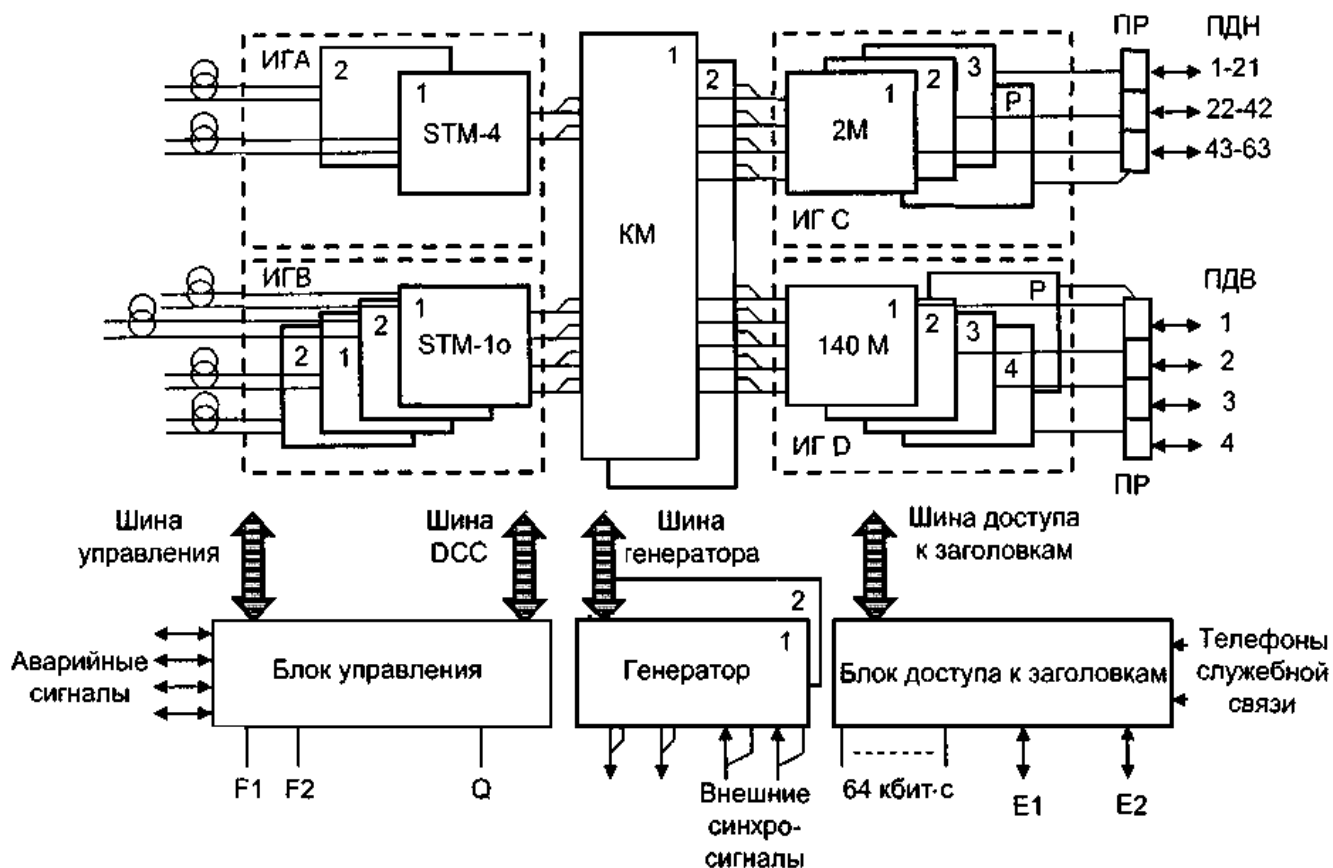 ИГА
2
1
STM-4
1
2
КМ
3
2
1
Р
2М
ИГ С
ПР
ПДН
1-21
22-42
43-63
ИГВ
1
2
1
2
STM-1о
Р
1
2
3
4
140 М
ИГ D
ПДВ
1
2
3
4
ПР
Шина
управления
Шина
DCC
Шина
генератора
Шина доступа
к заголовкам
Аварийные
сигналы
Блок управления
2
1
Генератор
Блок доступа к заголовкам
Телефоны
служебной
связи
F1
F2
Q
Внешние
синхро-
сигналы
64 кбит·с
E1
E2